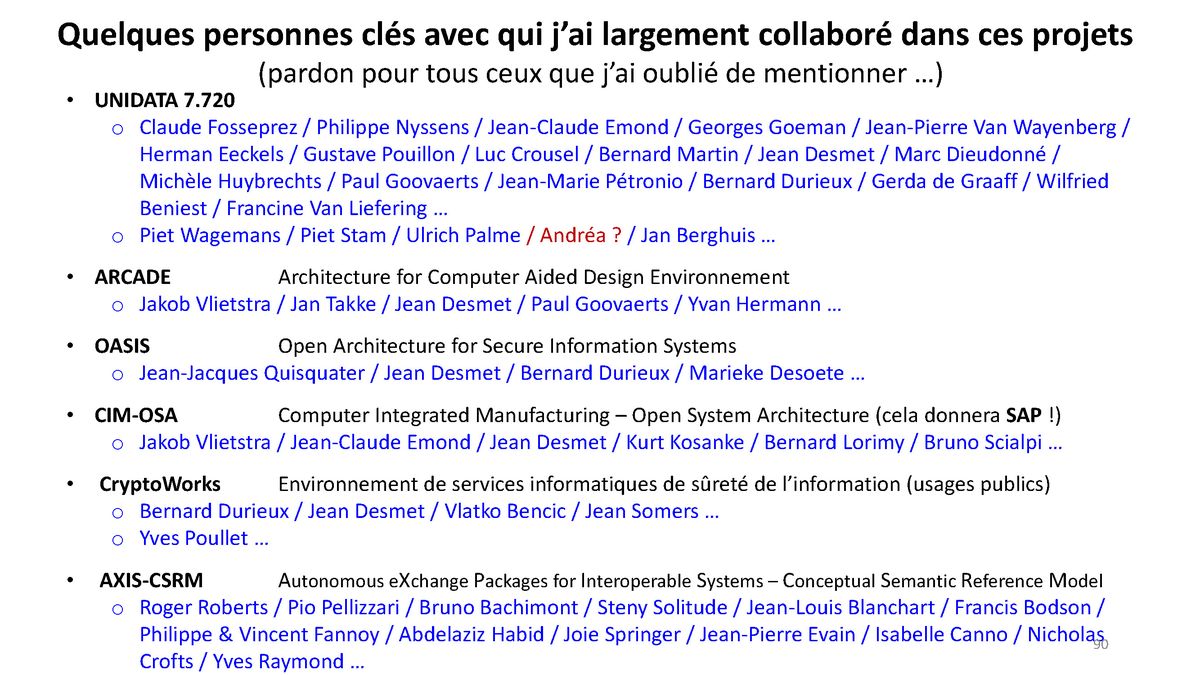 Quelques personnes clés avec qui j’ai largement collaboré dans ces projets
(pardon pour tous ceux que j’ai oublié de mentionner …)
• UNIDATA 7.720
o Claude Fosseprez / Philippe Nyssens / Jean-Claude Emond / Georges Goeman / Jean-Pierre Van Wayenberg /
Herman Eeckels / Gustave Pouillon / Luc Crousel / Bernard Martin / Jean Desmet / Marc Dieudonné /
Michèle Huybrechts / Paul Goovaerts / Jean-Marie Pétronio / Bernard Durieux / Gerda de Graaff / Wilfried
Beniest / Francine Van Liefering …
o Piet Wagemans / Piet Stam / Ulrich Palme / Andréa ? / Jan Berghuis …
• ARCADE Architecture for Computer Aided Design Environnement
o Jakob Vlietstra / Jan Takke / Jean Desmet / Paul Goovaerts / Yvan Hermann …
• OASIS Open Architecture for Secure Information Systems
o Jean-Jacques Quisquater / Jean Desmet / Bernard Durieux / Marieke Desoete …
• CIM-OSA Computer Integrated Manufacturing – Open System Architecture (cela donnera SAP !)
o Jakob Vlietstra / Jean-Claude Emond / Jean Desmet / Kurt Kosanke / Bernard Lorimy / Bruno Scialpi …
• CryptoWorks Environnement de services informatiques de sûreté de l’information (usages publics)
o Bernard Durieux / Jean Desmet / Vlatko Bencic / Jean Somers …
o Yves Poullet …
• AXIS-CSRM Autonomous eXchange Packages for Interoperable Systems – Conceptual Semantic Reference Model
o Roger Roberts / Pio Pellizzari / Bruno Bachimont / Steny Solitude / Jean-Louis Blanchart / Francis Bodson /
Philippe & Vincent Fannoy / Abdelaziz Habid / Joie Springer / Jean-Pierre Evain / Isabelle Canno / Nicholas
Crofts / Yves Raymond …
90